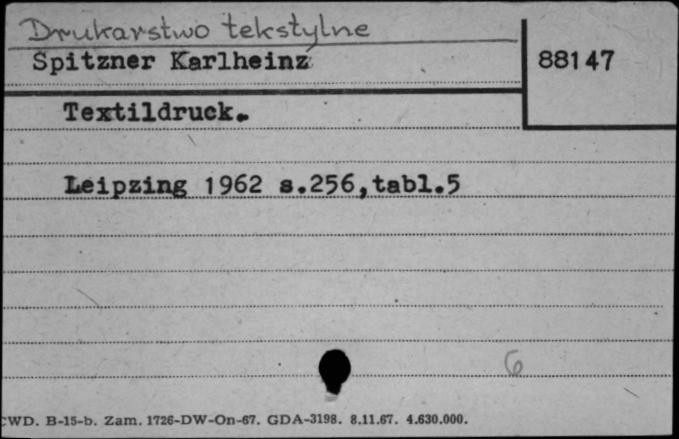 Drukarstwo tekstylne
Spitzner Karlheinz
88147
Textildruck.
Leipzing 1962 s.256,tabl.5
6
CWD. B-15-b. Zam. 1726-DW-On-67. GDA-3198. 8.11.67. 4.630.000.